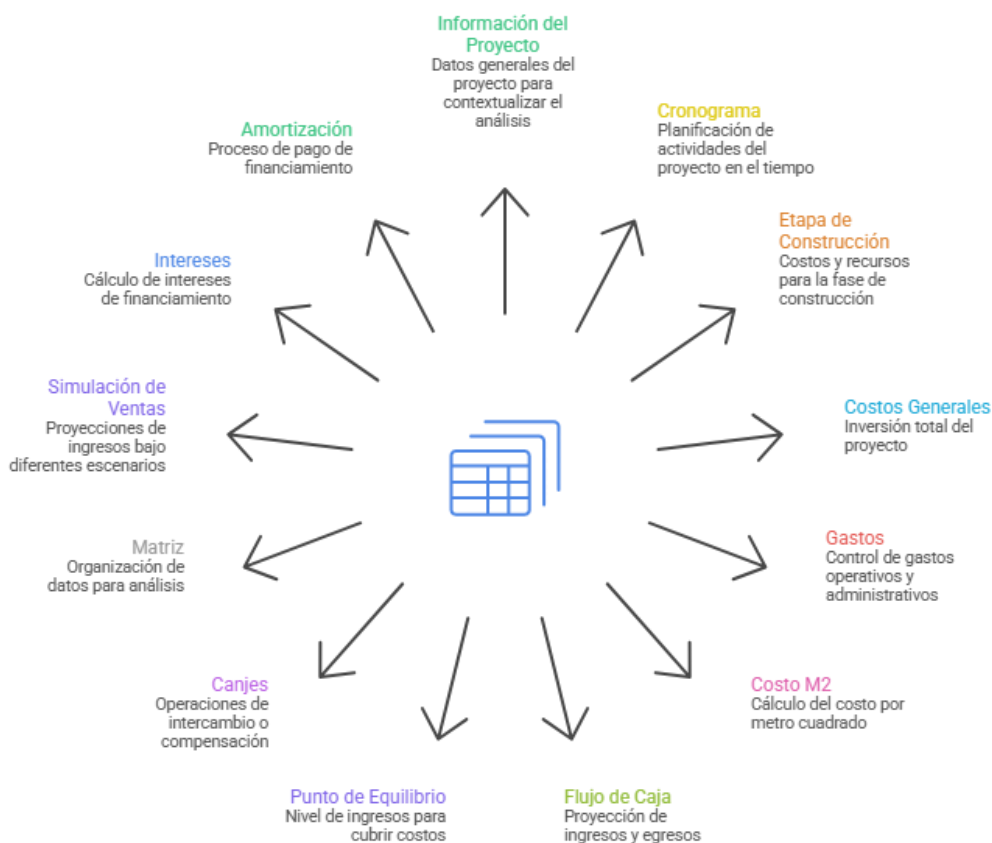 Información del
Proyecto
Datos generales del
proyecto para
contextualizar el
análisis
Cronograma
Planificación de
actividades del
proyecto en el tiempo
Etapa de
Construcción
Costos y recursos
para la fase de
construcción
Costos Generales
Inversión total del
proyecto
Gastos
Control de gastos
operativos y
administrativos
Costo M2
Cálculo del costo por
metro cuadrado
Flujo de Caja
Proyección de
ingresos y egresos
Punto de Equilibrio
Nivel de ingresos para
cubrir costos
Canjes
Operaciones de
intercambio o
compensación
Matriz
Organización de
datos para análisis
Simulación de
Ventas
Proyecciones de
ingresos bajo
diferentes escenarios
Intereses
Cálculo de intereses
de financiamiento
Amortización
Proceso de pago de
financiamiento